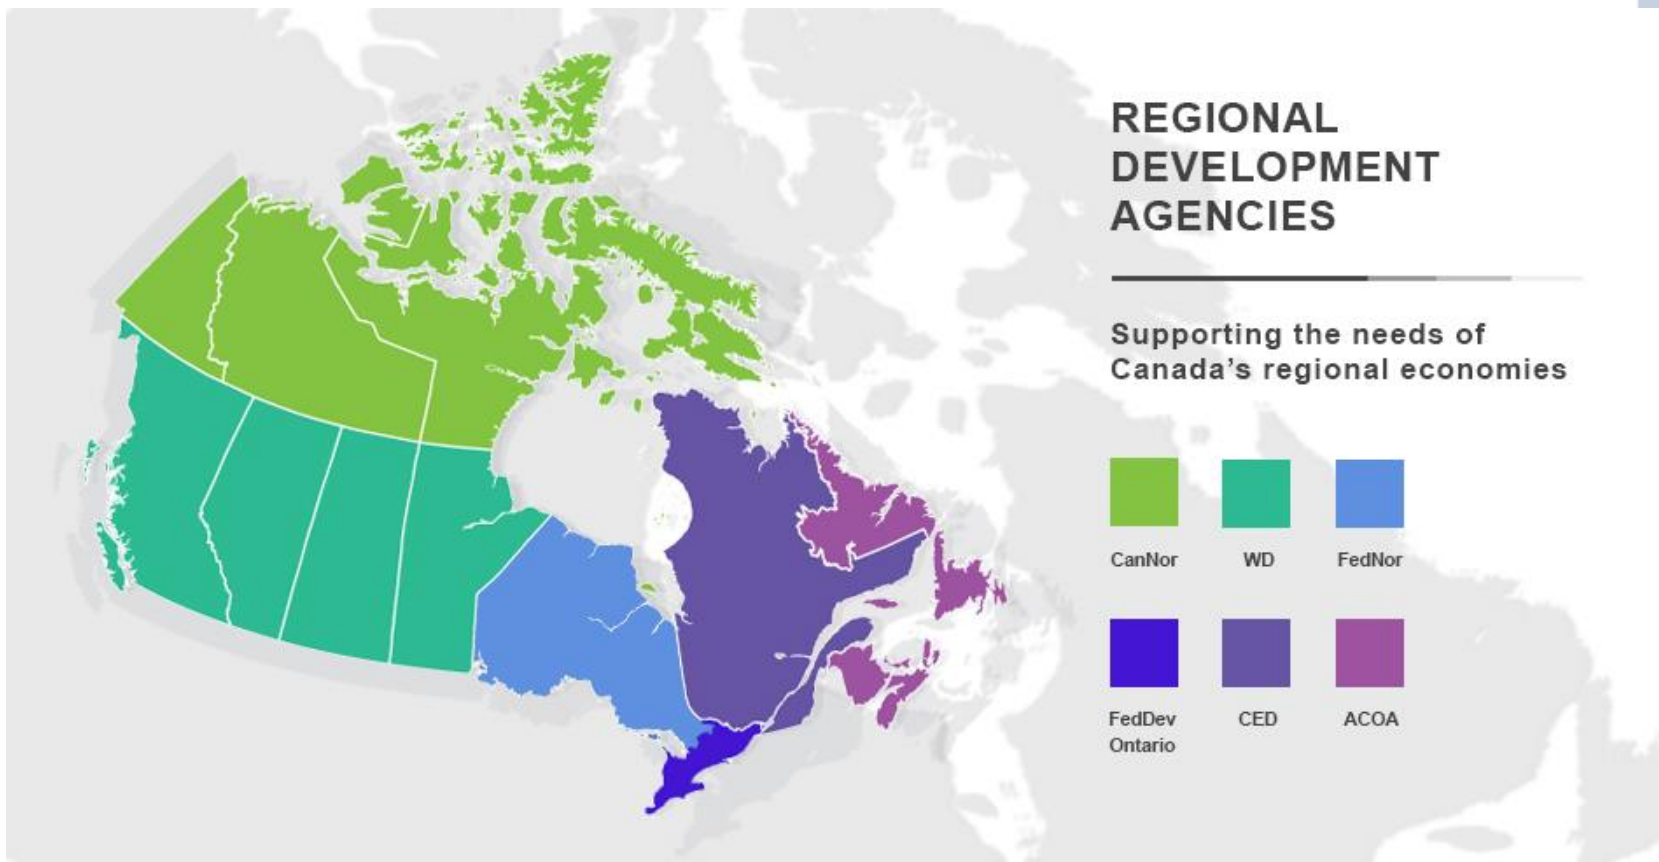 REGIONAL
DEVELOPMENT
AGENCIES
Supporting the needs of
Canada’s regional economies
CanNor
WD
FedNor
FedDev
Ontario
CED
ACOA